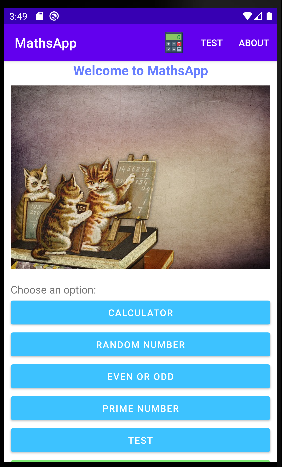 3:49
MathsApp TEST ABOUT
Welcome to MathsApp
Choose an option:
CALCULATOR
RANDOM NUMBER
EVEN OR ODD
PRIME NUMBER
TEST